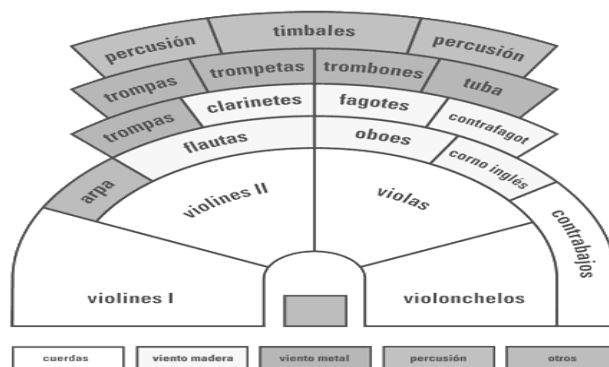 percusión
timbales
percusión
trompas
trompetas
trombones
tuba
trompas
clarinetes
fagotes
contrafagot
flautas
oboes
corno inglés
arpa
violines II
violas
contrabajos
violines I
violonchelos
cuerdas
viento madera
viento metal
percusión
otros